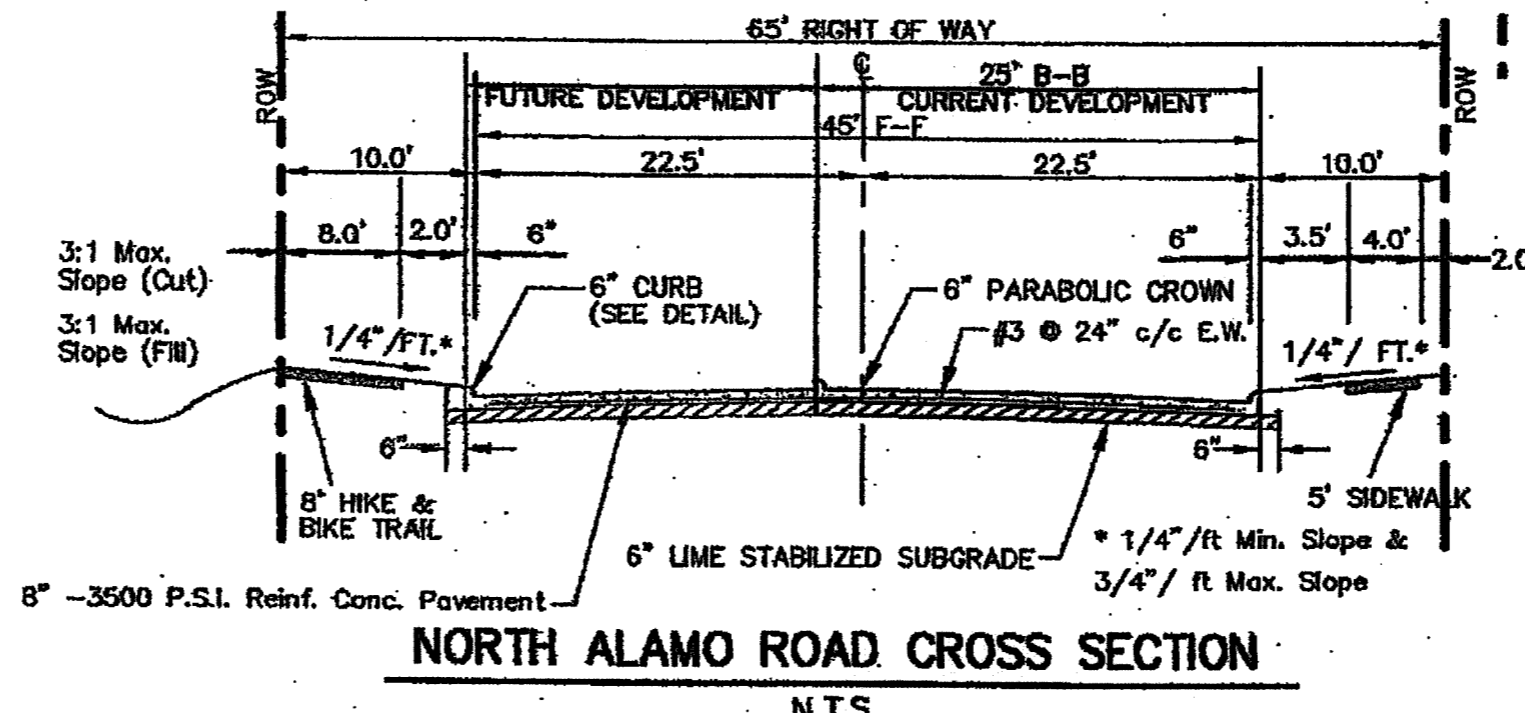 65' RIGHT OF WAY
ROW
ROW
℄
25' B-B
FUTURE DEVELOPMENT
CURRENT DEVELOPMENT
45' F-F
10.0'
22.5'
22.5'
10.0'
8.0'
2.0'
6"
6"
3.5'
4.0'
2.0
3:1 Max.
Slope (Cut)
3:1 Max.
Slope (Fill)
6" CURB
(SEE DETAIL)
6" PARABOLIC CROWN
#3 @ 24" c/c E.W.
1/4"/FT.*
1/4"/ FT.*
6"
6"
8' HIKE &
BIKE TRAIL
5' SIDEWALK
6" LIME STABILIZED SUBGRADE
* 1/4"/ft Min. Slope &
3/4"/ ft Max. Slope
8" -3500 P.S.I. Reinf. Conc. Pavement
NORTH ALAMO ROAD CROSS SECTION
N.T.S.